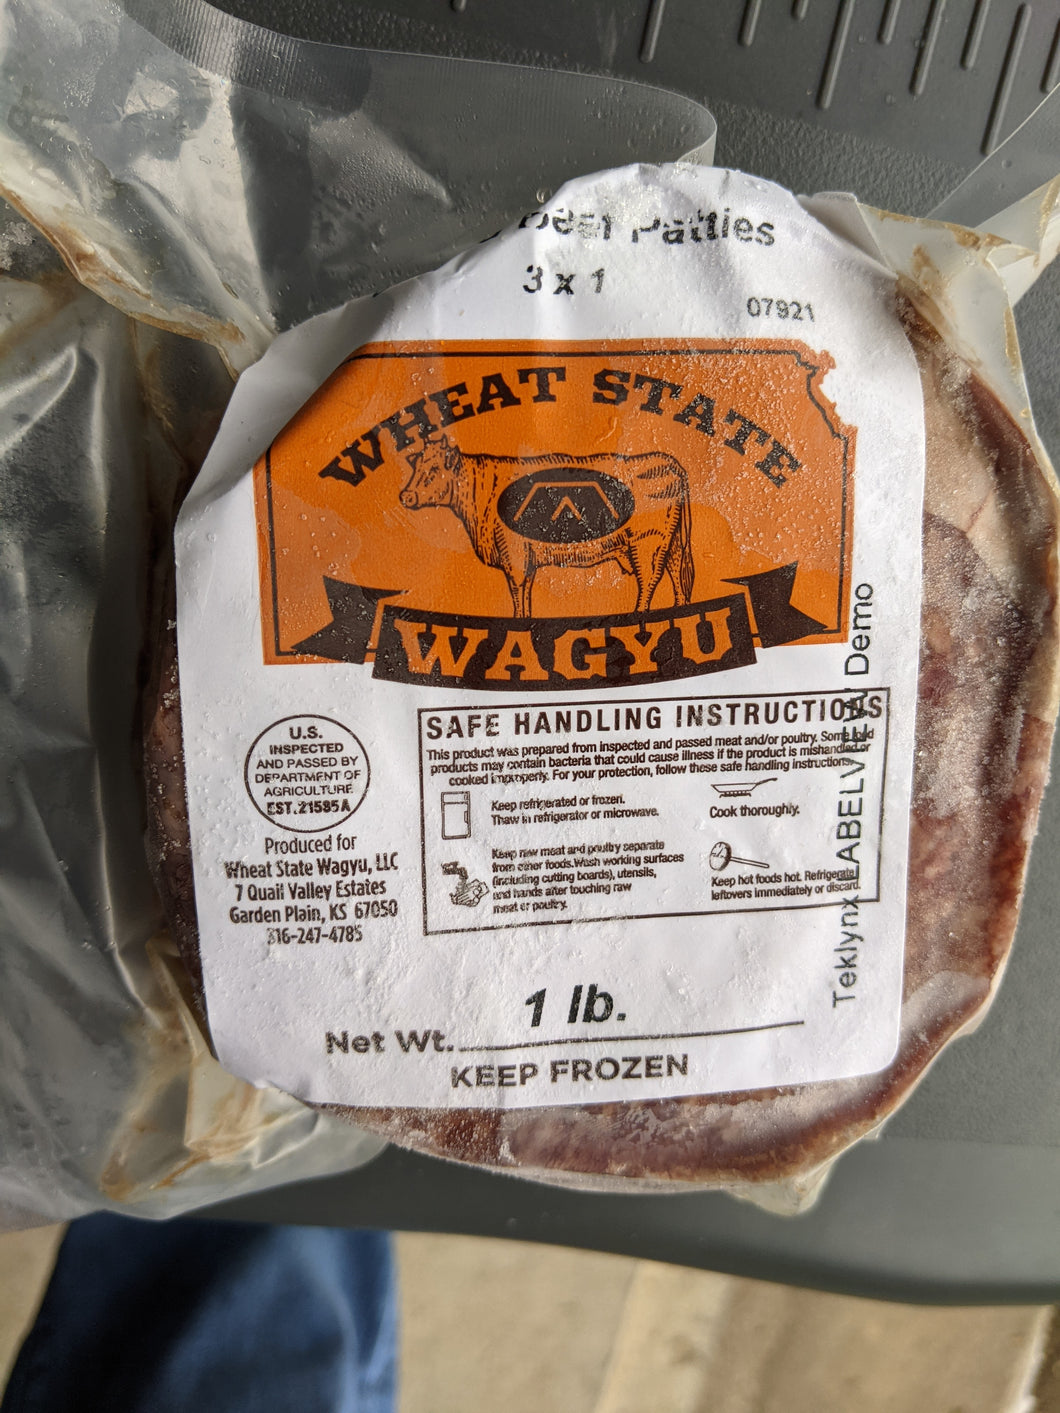 Beef Patties
3 x 1
07921
WHEAT STATE
WAGYU
U.S.
INSPECTED
AND PASSED BY
DEPARTMENT OF
AGRICULTURE
EST.21585A
Produced for
Wheat State Wagyu, LLC
7 Quail Valley Estates
Garden Plain, KS 67050
316-247-4785
SAFE HANDLING INSTRUCTIONS
This product was prepared from inspected and passed meat and/or poultry. Some food
products may contain bacteria that could cause illness if the product is mishandled or
cooked improperly. For your protection, follow these safe handling instructions.
Keep refrigerated or frozen.
Thaw in refrigerator or microwave.
Cook thoroughly.
Keep raw meat and poultry separate
from other foods. Wash working surfaces
(including cutting boards), utensils,
and hands after touching raw
meat or poultry.
Keep hot foods hot. Refrigerate
leftovers immediately or discard.
Teklynx LABELVIEW Demo
1 lb.
Net Wt.
KEEP FROZEN